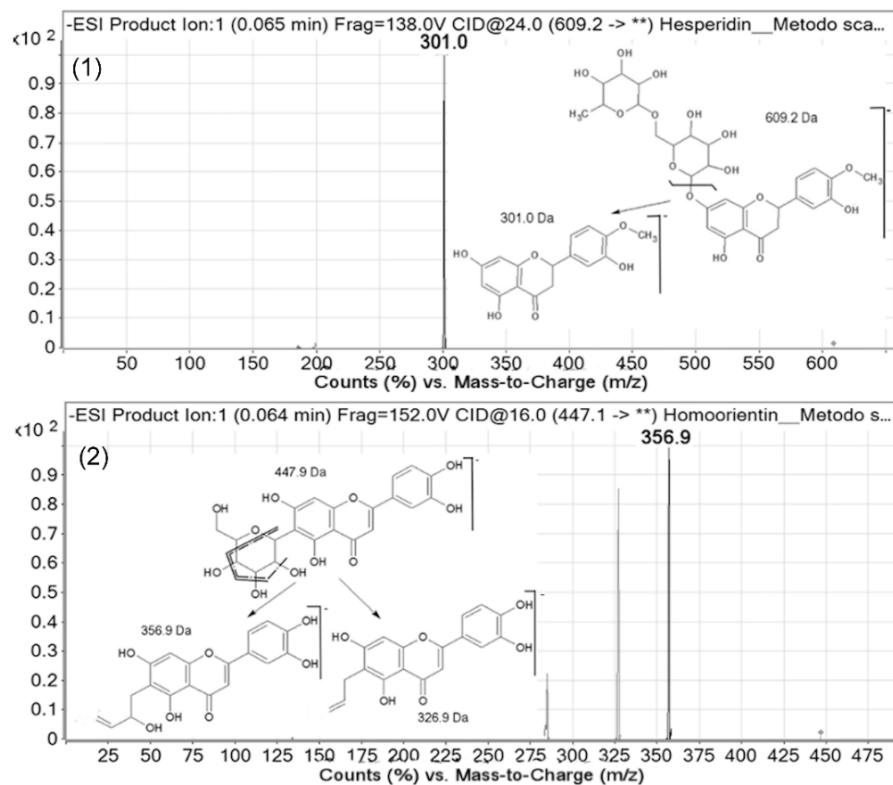 -ESI Product Ion:1 (0.065 min) Frag=138.0V CID@24.0 (609.2 -> **) Hesperidin__Metodo sca...
x10 2
301.0
(1)
0.9
0.8
0.7
0.6
0.5
0.4
0.3
0.2
0.1
0
OH
HO
OH
H₃C
O
O
OH
O
OH
OH
O
609.2 Da
-
O
O
CH₃
OH
OH
O
301.0 Da
-
HO
O
O
CH₃
OH
OH
O
50 100 150 200 250 300 350 400 450 500 550 600
Counts (%) vs. Mass-to-Charge (m/z)
-ESI Product Ion:1 (0.064 min) Frag=152.0V CID@16.0 (447.1 -> **) Homoorientin__Metodo s...
x10 2
356.9
(2)
0.9
0.8
0.7
0.6
0.5
0.4
0.3
0.2
0.1
0
447.9 Da
-
OH
OH
HO
O
HO
O
HO
OH
OH
OH
O
356.9 Da
-
OH
OH
HO
O
OH
OH
O
326.9 Da
-
OH
OH
HO
O
OH
O
25 50 75 100 125 150 175 200 225 250 275 300 325 350 375 400 425 450 475
Counts (%) vs. Mass-to-Charge (m/z)